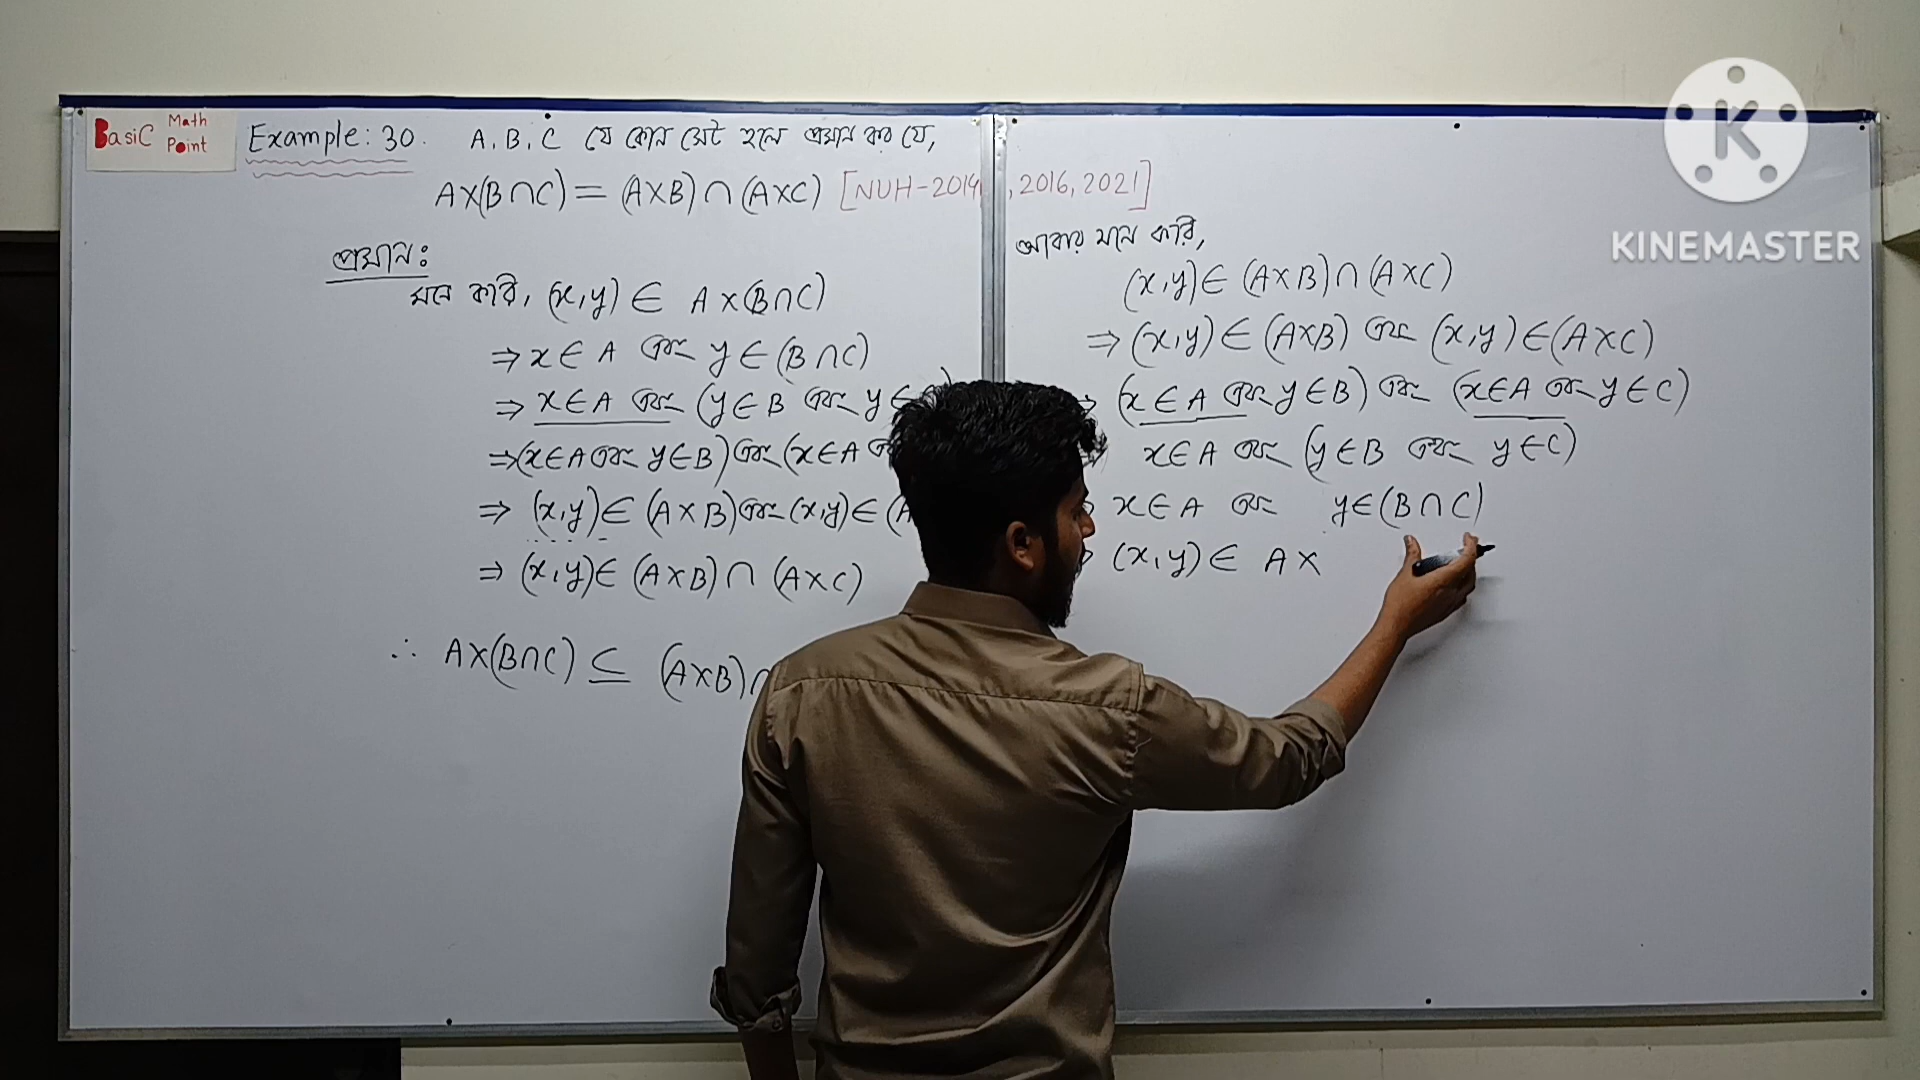 BasiC Math Point
Example: 30. A, B, C যে কোন সেট হলে প্রমান কর যে,
A×(B∩C) = (A×B)∩(A×C) [NUH-2014, 2016, 2021]
প্রমানঃ
মনে করি, (x,y) ∈ A×(B∩C)
⇒ x∈A এবং y∈(B∩C)
⇒ x∈A এবং (y∈B এবং y∈
⇒ (x∈A এবং y∈B) এবং (x∈A
⇒ (x,y)∈ (A×B) এবং (x,y)∈ (A
⇒ (x,y)∈ (A×B)∩(A×C)
∴ A×(B∩C) ⊆ (A×B)∩
আবার মনে করি,
(x,y)∈ (A×B)∩(A×C)
⇒ (x,y)∈ (A×B) এবং (x,y)∈(A×C)
⇒ (x∈A এবং y∈B) এবং (x∈A এবং y∈C)
x∈A এবং (y∈B এবং y∈C)
x∈A এবং y∈(B∩C)
(x,y)∈ A×
K
KINEMASTER